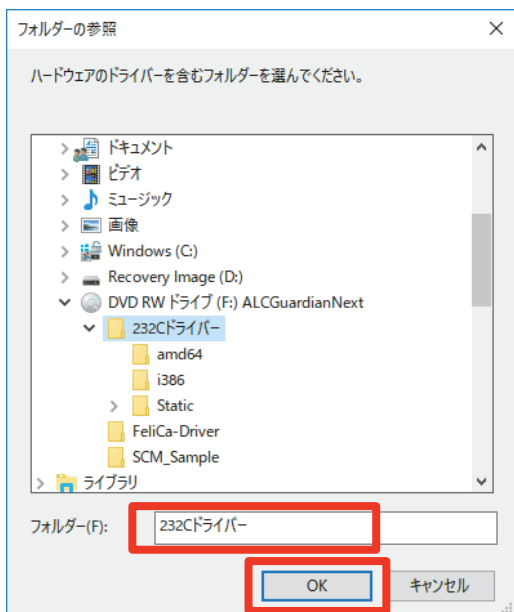 フォルダーの参照
ハードウェアのドライバーを含むフォルダーを選んでください。
ドキュメント
ビデオ
ミュージック
画像
Windows (C:)
Recovery Image (D:)
DVD RW ドライブ (F:) ALCGuardianNext
232Cドライバー
amd64
i386
Static
FeliCa-Driver
SCM_Sample
ライブラリ
フォルダー(F): 232Cドライバー
OK キャンセル